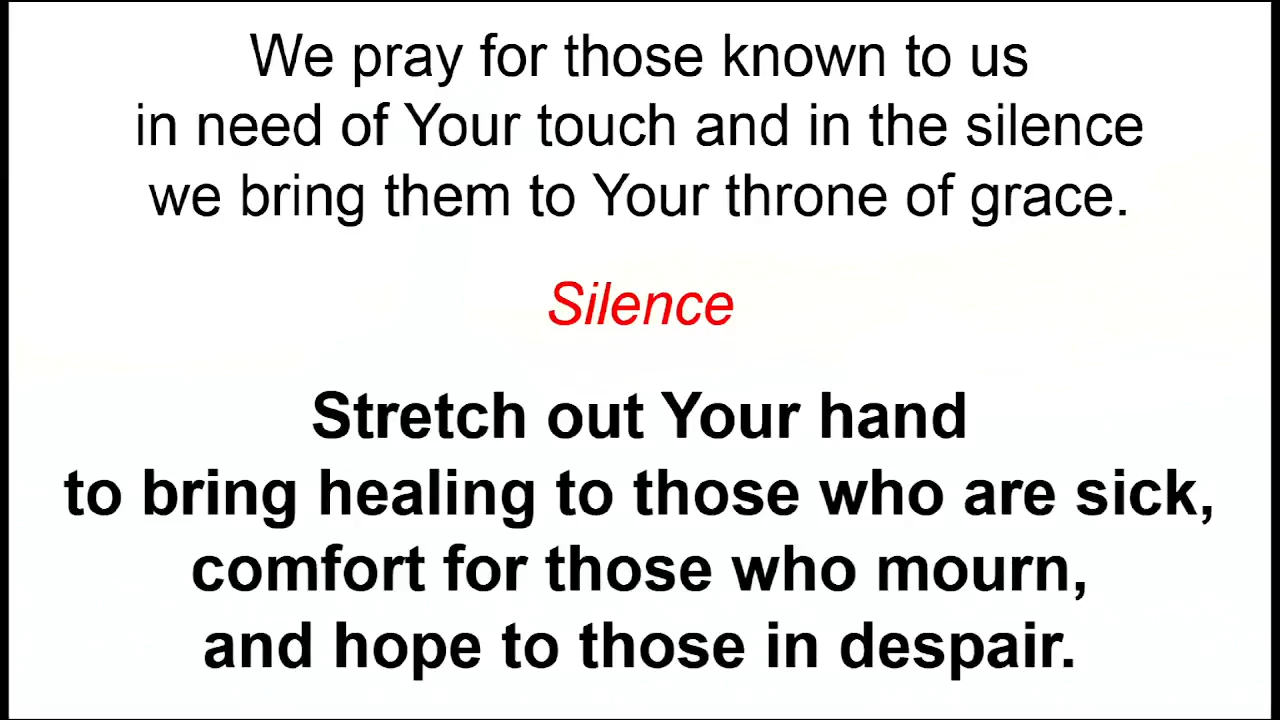 We pray for those known to us
in need of Your touch and in the silence
we bring them to Your throne of grace.
Silence
Stretch out Your hand
to bring healing to those who are sick,
comfort for those who mourn,
and hope to those in despair.